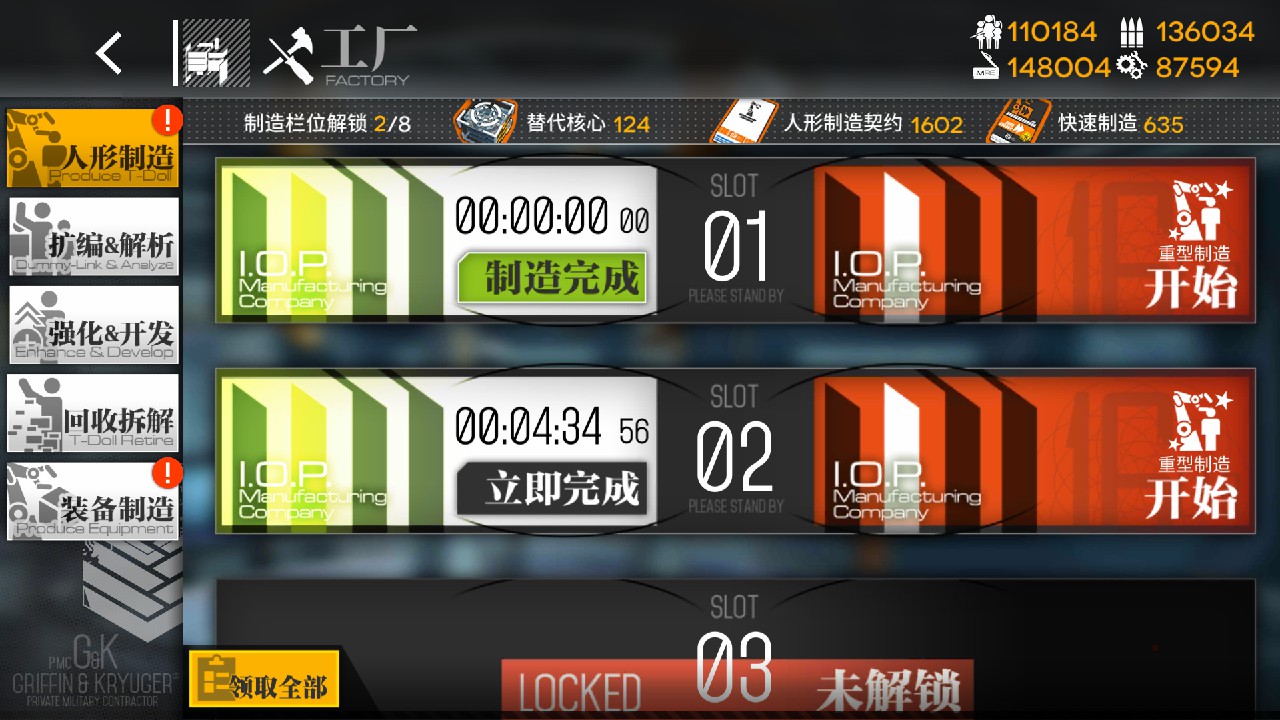 工厂
FACTORY
110184
136034
MRE
148004
87594
制造栏位解锁 2/8
替代核心 124
人形制造契约 1602
快速制造 635
人形制造
Produce T-Doll
扩编&解析
Dummy-Link & Analyze
强化&开发
Enhance & Develop
回收拆解
T-Doll Retire
装备制造
Produce Equipment
PMC G&K
GRIFFIN & KRYUGER
PRIVATE MILITARY CONTRACTOR
I.O.P.
Manufacturing
Company
00:00:00 00
制造完成
SLOT
01
PLEASE STAND BY
I.O.P.
Manufacturing
Company
重型制造
开始
I.O.P.
Manufacturing
Company
00:04:34 56
立即完成
SLOT
02
PLEASE STAND BY
I.O.P.
Manufacturing
Company
重型制造
开始
SLOT
03
LOCKED
未解锁
领取全部